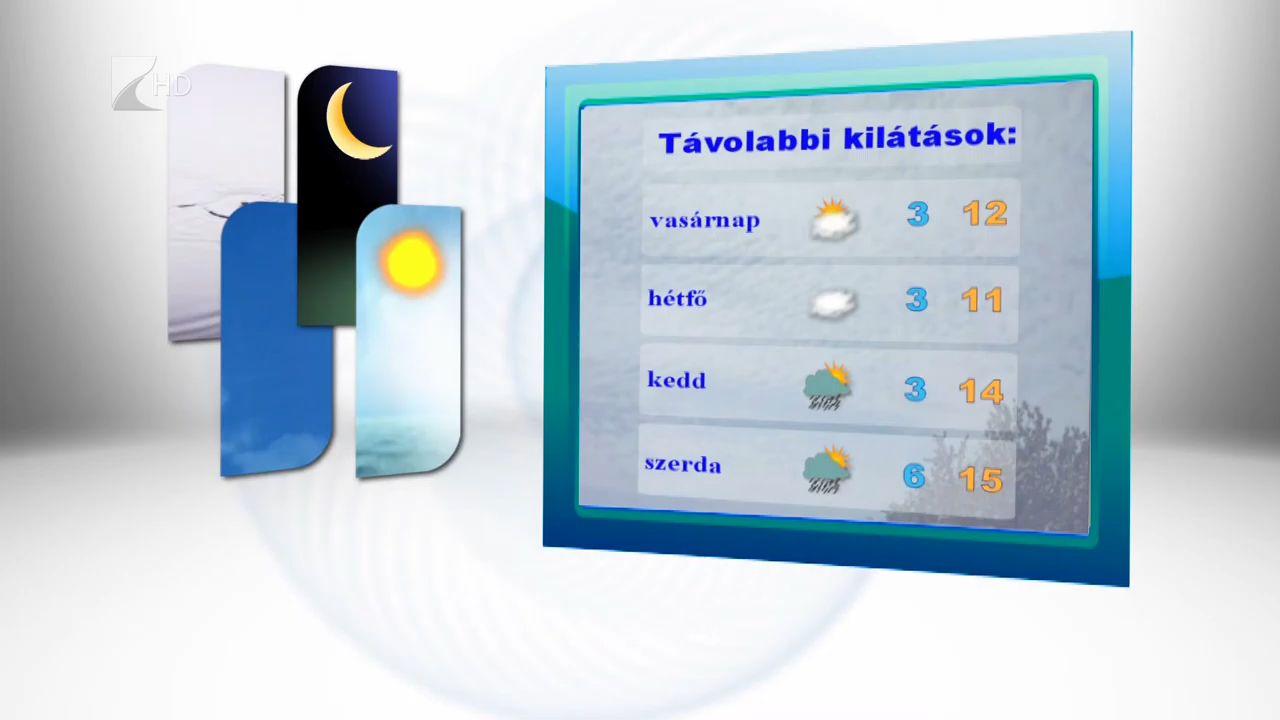 HD
Távolabbi kilátások:
vasárnap 3 12
hétfő 3 11
kedd 3 14
szerda 6 15